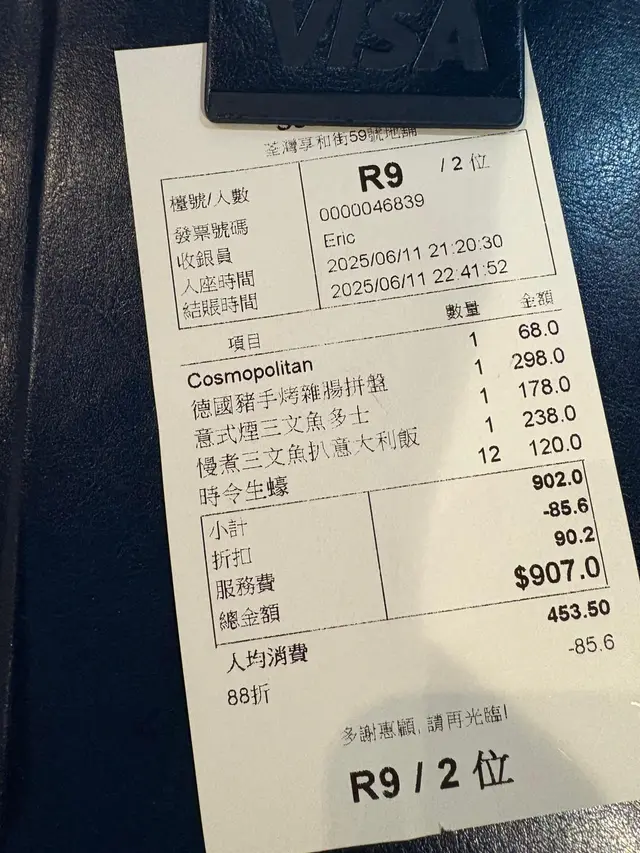 VISA
荃灣享和街59號地舖
檯號/人數 R9 / 2 位
發票號碼 0000046839
收銀員 Eric
入座時間 2025/06/11 21:20:30
結賬時間 2025/06/11 22:41:52
項目 數量 金額
Cosmopolitan 1 68.0
德國豬手烤雜腸拼盤 1 298.0
意式煙三文魚多士 1 178.0
慢煮三文魚扒意大利飯 1 238.0
時令生蠔 12 120.0
小計 902.0
折扣 -85.6
服務費 90.2
總金額 $907.0
人均消費 453.50
88折 -85.6
多謝惠顧, 請再光臨!
R9 / 2 位